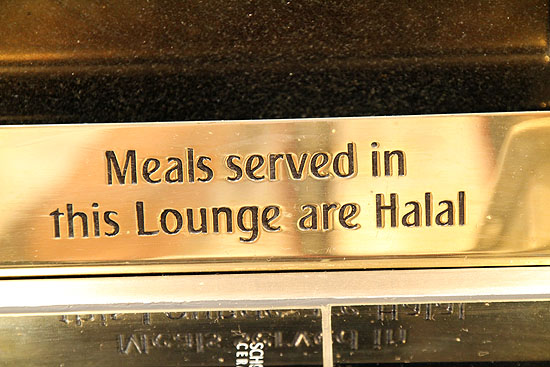 Meals served in
this Lounge are Halal